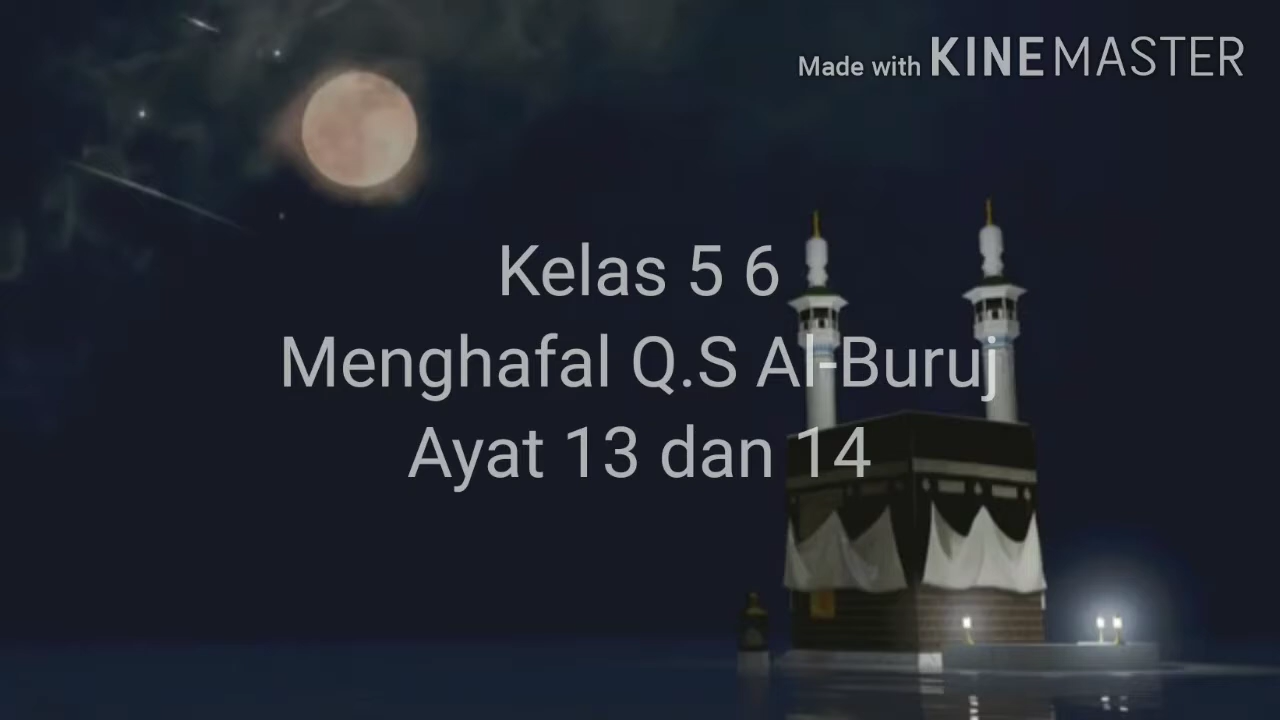 Made with KINEMASTER
Kelas 5 6
Menghafal Q.S Al-Buruj
Ayat 13 dan 14